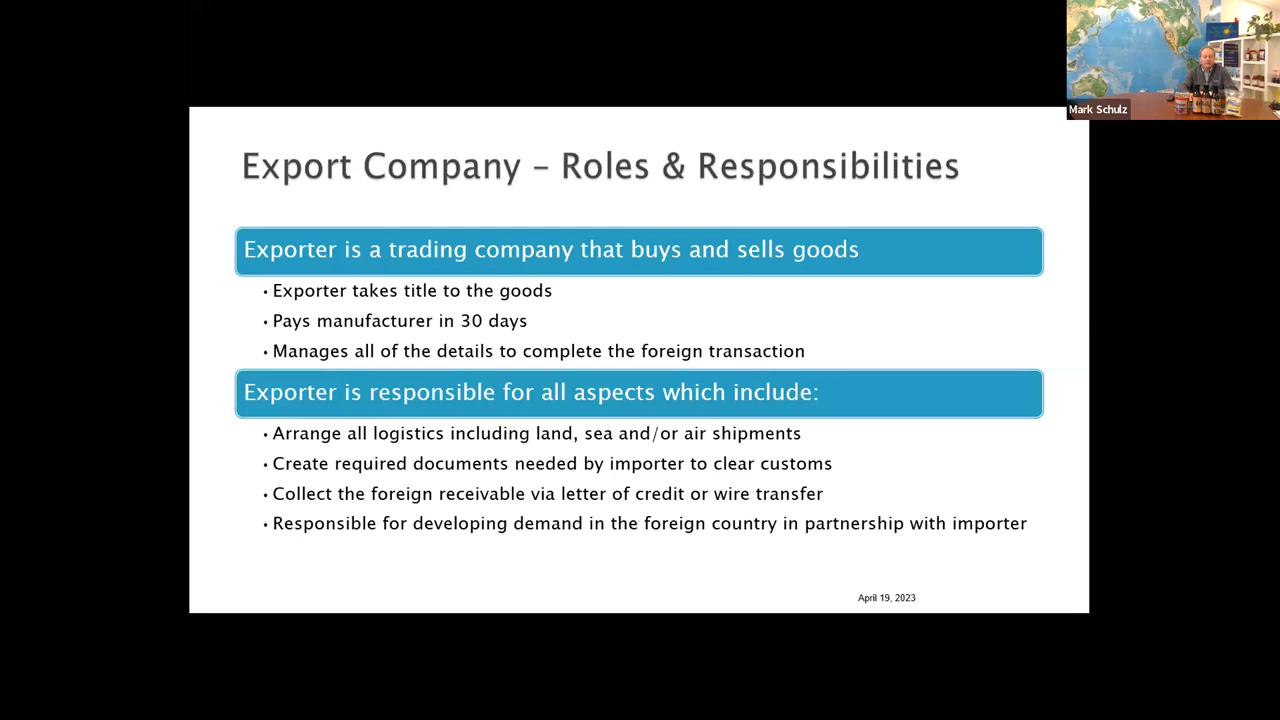 Mark Schulz
Export Company – Roles & Responsibilities
Exporter is a trading company that buys and sells goods
• Exporter takes title to the goods
• Pays manufacturer in 30 days
• Manages all of the details to complete the foreign transaction
Exporter is responsible for all aspects which include:
• Arrange all logistics including land, sea and/or air shipments
• Create required documents needed by importer to clear customs
• Collect the foreign receivable via letter of credit or wire transfer
• Responsible for developing demand in the foreign country in partnership with importer
April 19, 2023